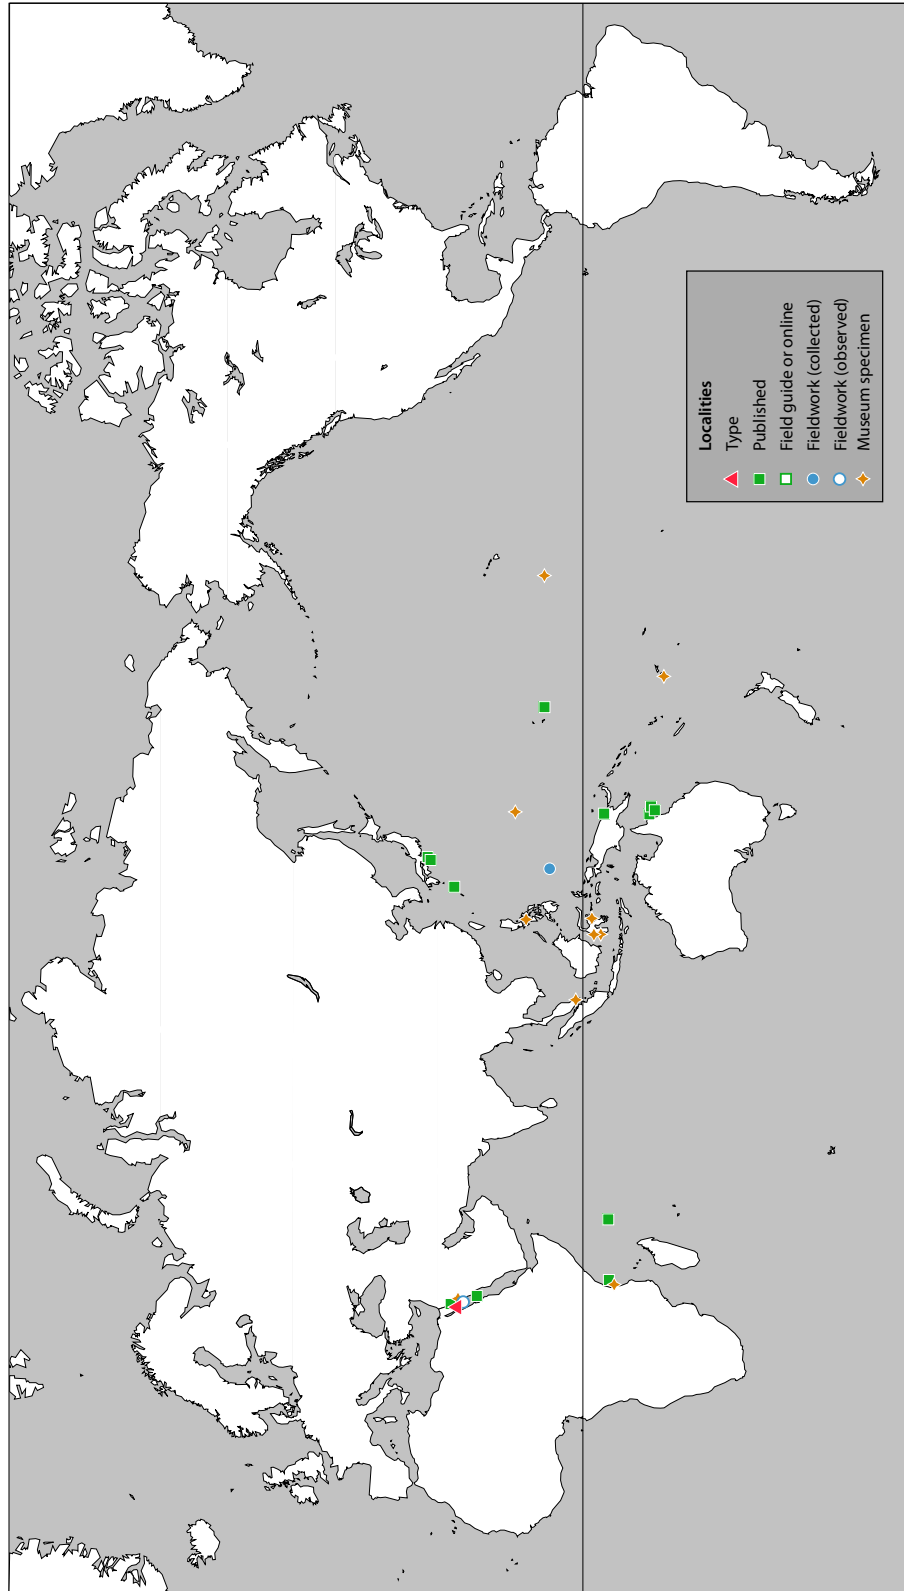 Localities
Type
Published
Field guide or online
Fieldwork (collected)
Fieldwork (observed)
Museum specimen